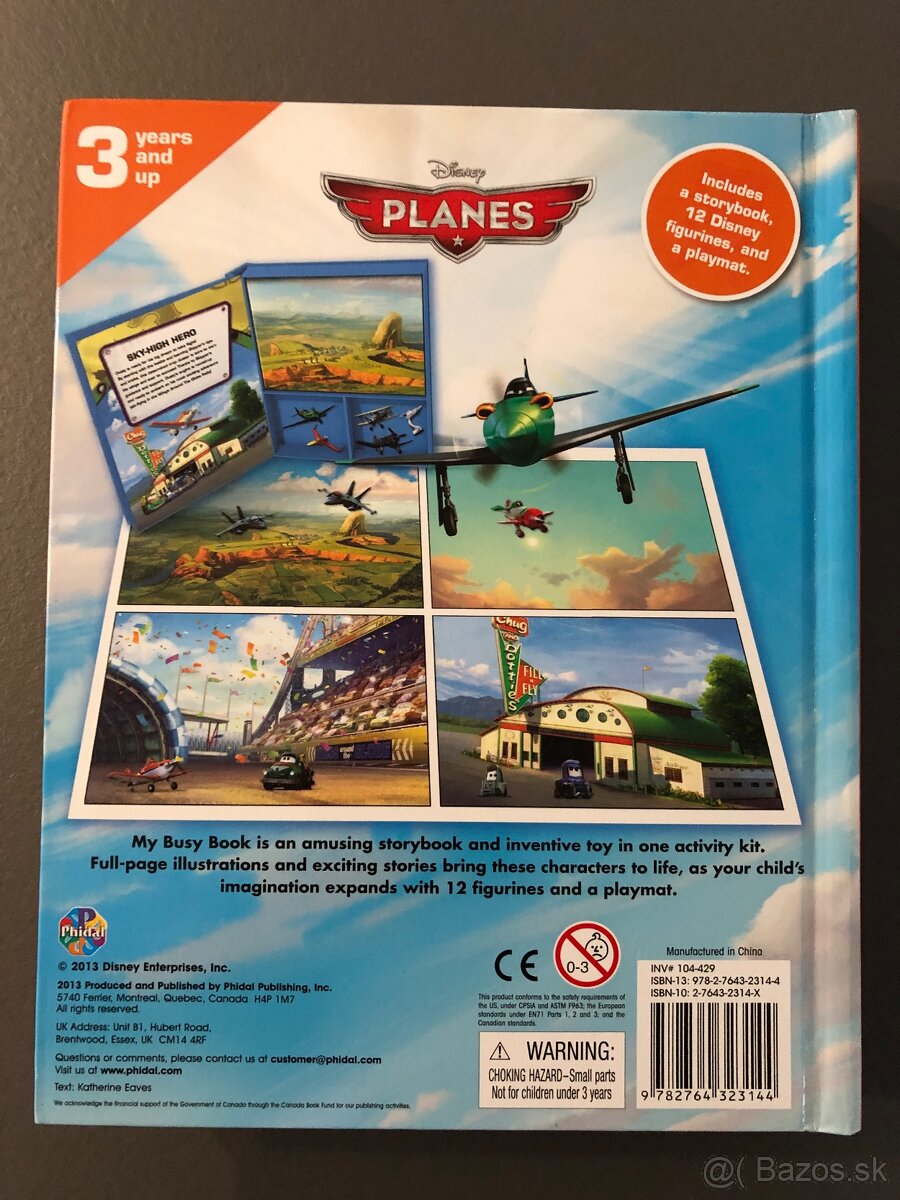 3 years
and
up
Disney
PLANES
Includes
a storybook,
12 Disney
figurines, and
a playmat.
SKY-HIGH HERO
Chug
AND
Dottie's
FILL
'N
FLY
around the GLOBE
My Busy Book is an amusing storybook and inventive toy in one activity kit.
Full-page illustrations and exciting stories bring these characters to life, as your child's
imagination expands with 12 figurines and a playmat.
Phidal
© 2013 Disney Enterprises, Inc.
2013 Produced and Published by Phidal Publishing, Inc.
5740 Ferrier, Montreal, Quebec, Canada H4P 1M7
All rights reserved.
UK Address: Unit B1, Hubert Road,
Brentwood, Essex, UK CM14 4RF
Questions or comments, please contact us at customer@phidal.com
Visit us at www.phidal.com
Text: Katherine Eaves
We acknowledge the financial support of the Government of Canada through the Canada Book Fund for our publishing activities.
CE
0-3
This product conforms to the safety requirements of
the US, under CPSIA and ASTM F963; the European
standards under EN71 Parts 1, 2 and 3; and the
Canadian standards.
WARNING:
CHOKING HAZARD–Small parts
Not for children under 3 years
Manufactured in China
INV# 104-429
ISBN-13: 978-2-7643-2314-4
ISBN-10: 2-7643-2314-X
9 782764 323144
@( Bazos.sk